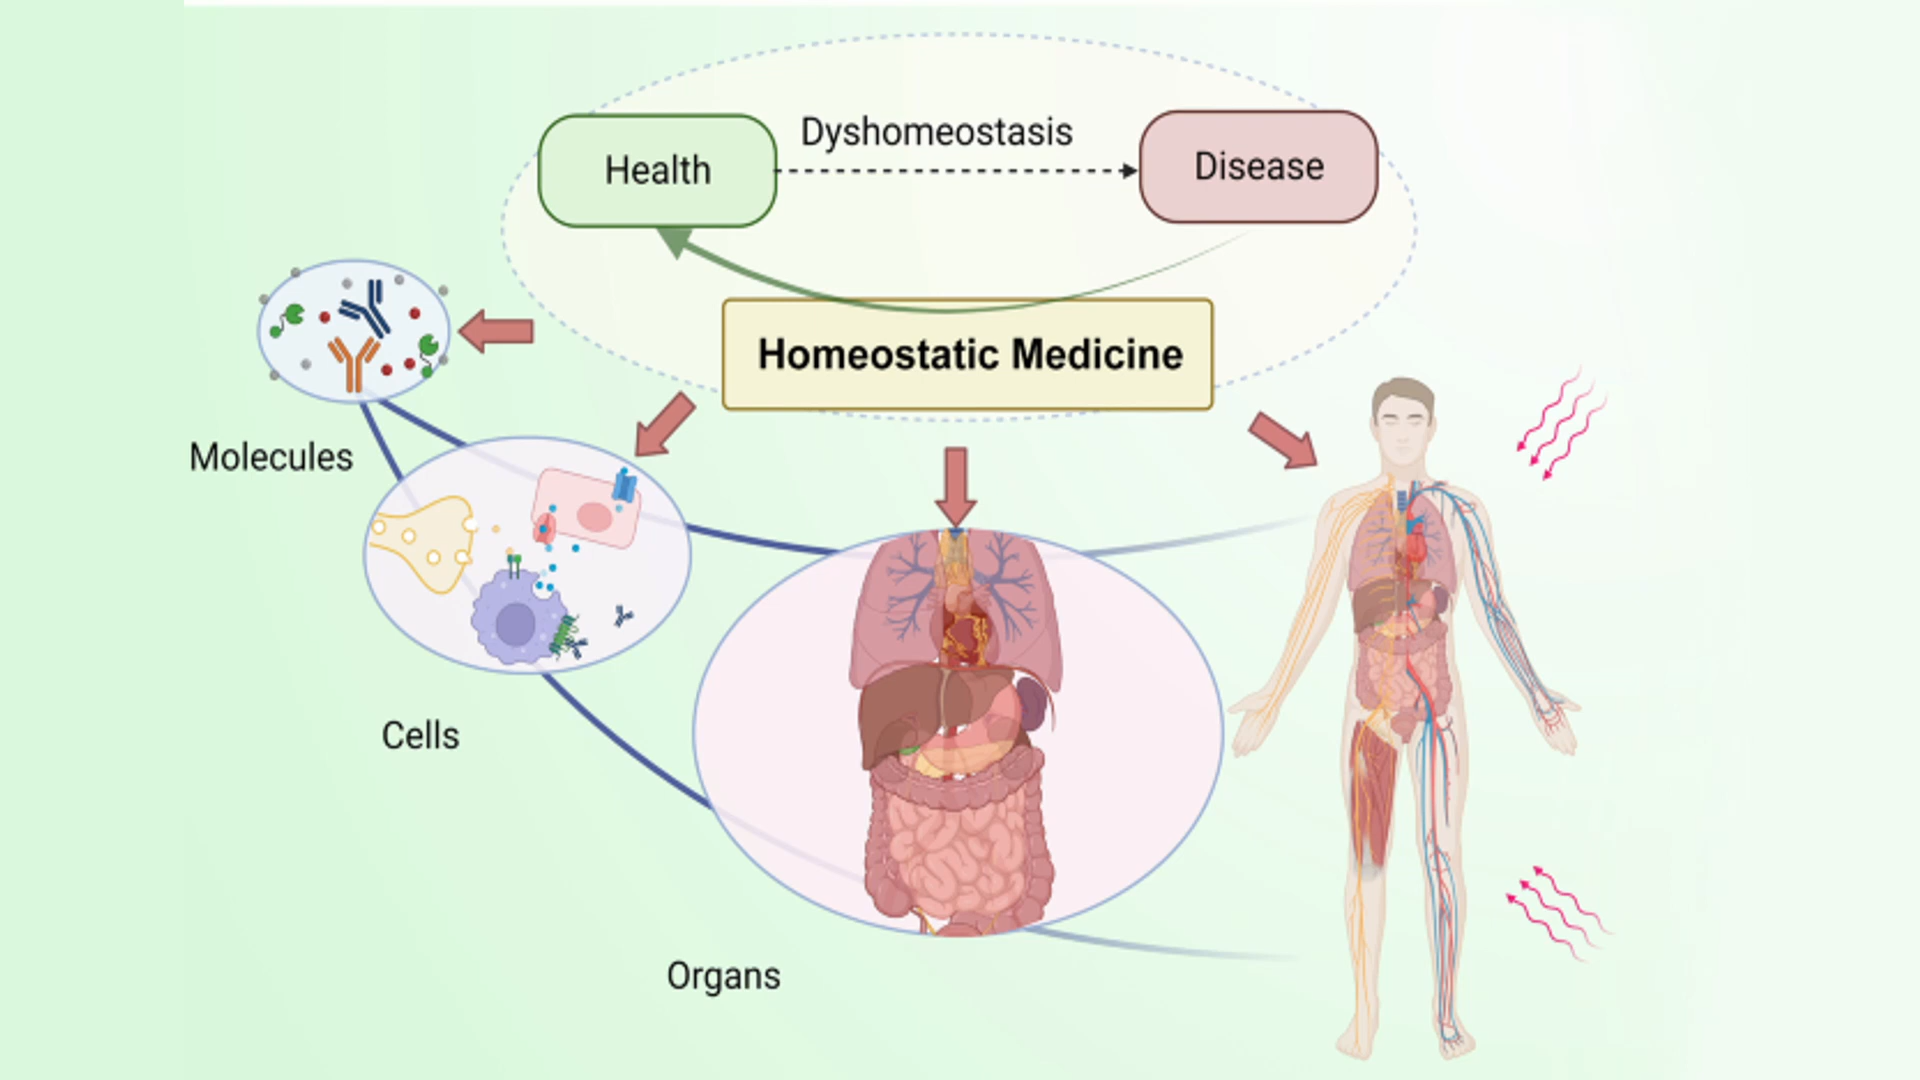 Dyshomeostasis
Health
Disease
Homeostatic Medicine
Molecules
Cells
Organs